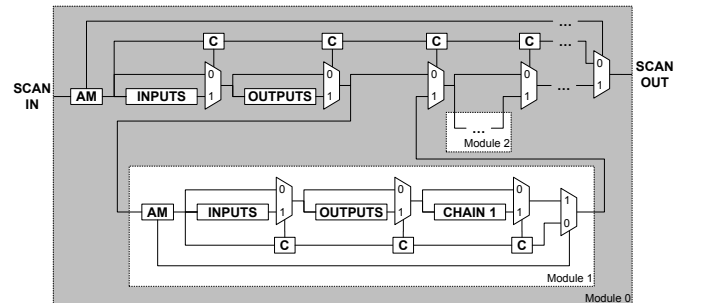 ...
C C C C ...
0 0 0 0 0
SCAN IN AM INPUTS 1 OUTPUTS 1 1 1 ... 1 SCAN OUT
...
Module 2
0 0 0 1
AM INPUTS 1 OUTPUTS 1 CHAIN 1 1 0
C C C
Module 1
Module 0